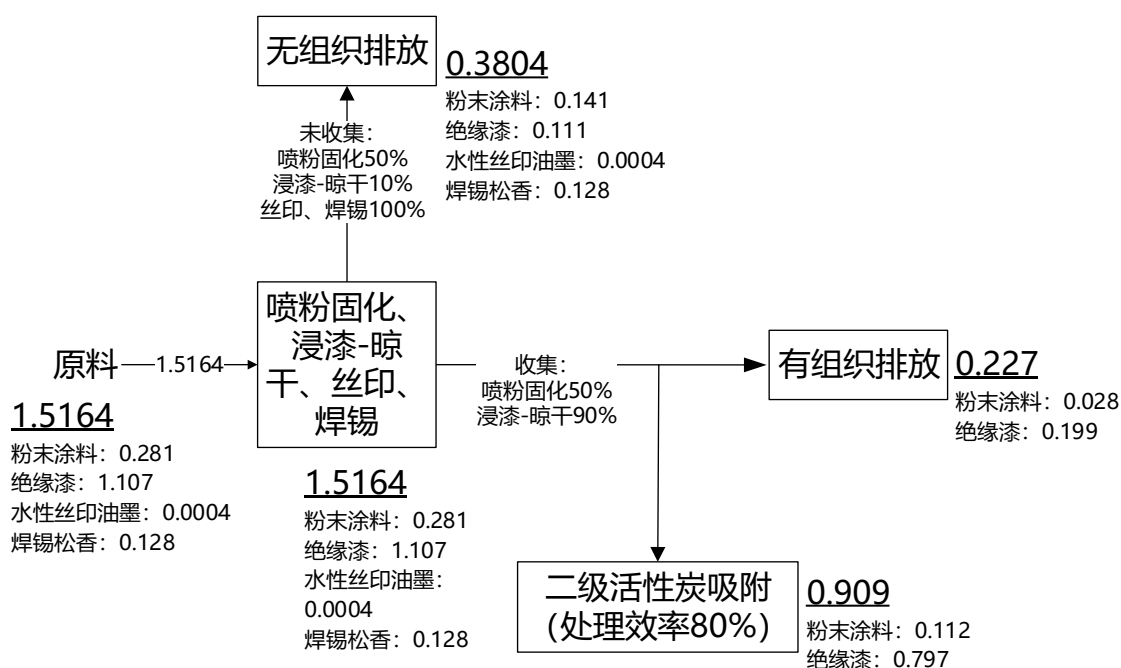 无组织排放
0.3804
粉末涂料：0.141
绝缘漆：0.111
水性丝印油墨：0.0004
焊锡松香：0.128
未收集：
喷粉固化50%
浸漆-晾干10%
丝印、焊锡100%
原料
1.5164
1.5164
粉末涂料：0.281
绝缘漆：1.107
水性丝印油墨：0.0004
焊锡松香：0.128
喷粉固化、
浸漆-晾
干、丝印、
焊锡
1.5164
粉末涂料：0.281
绝缘漆：1.107
水性丝印油墨：
0.0004
焊锡松香：0.128
收集：
喷粉固化50%
浸漆-晾干90%
有组织排放
0.227
粉末涂料：0.028
绝缘漆：0.199
二级活性炭吸附
（处理效率80%）
0.909
粉末涂料：0.112
绝缘漆：0.797